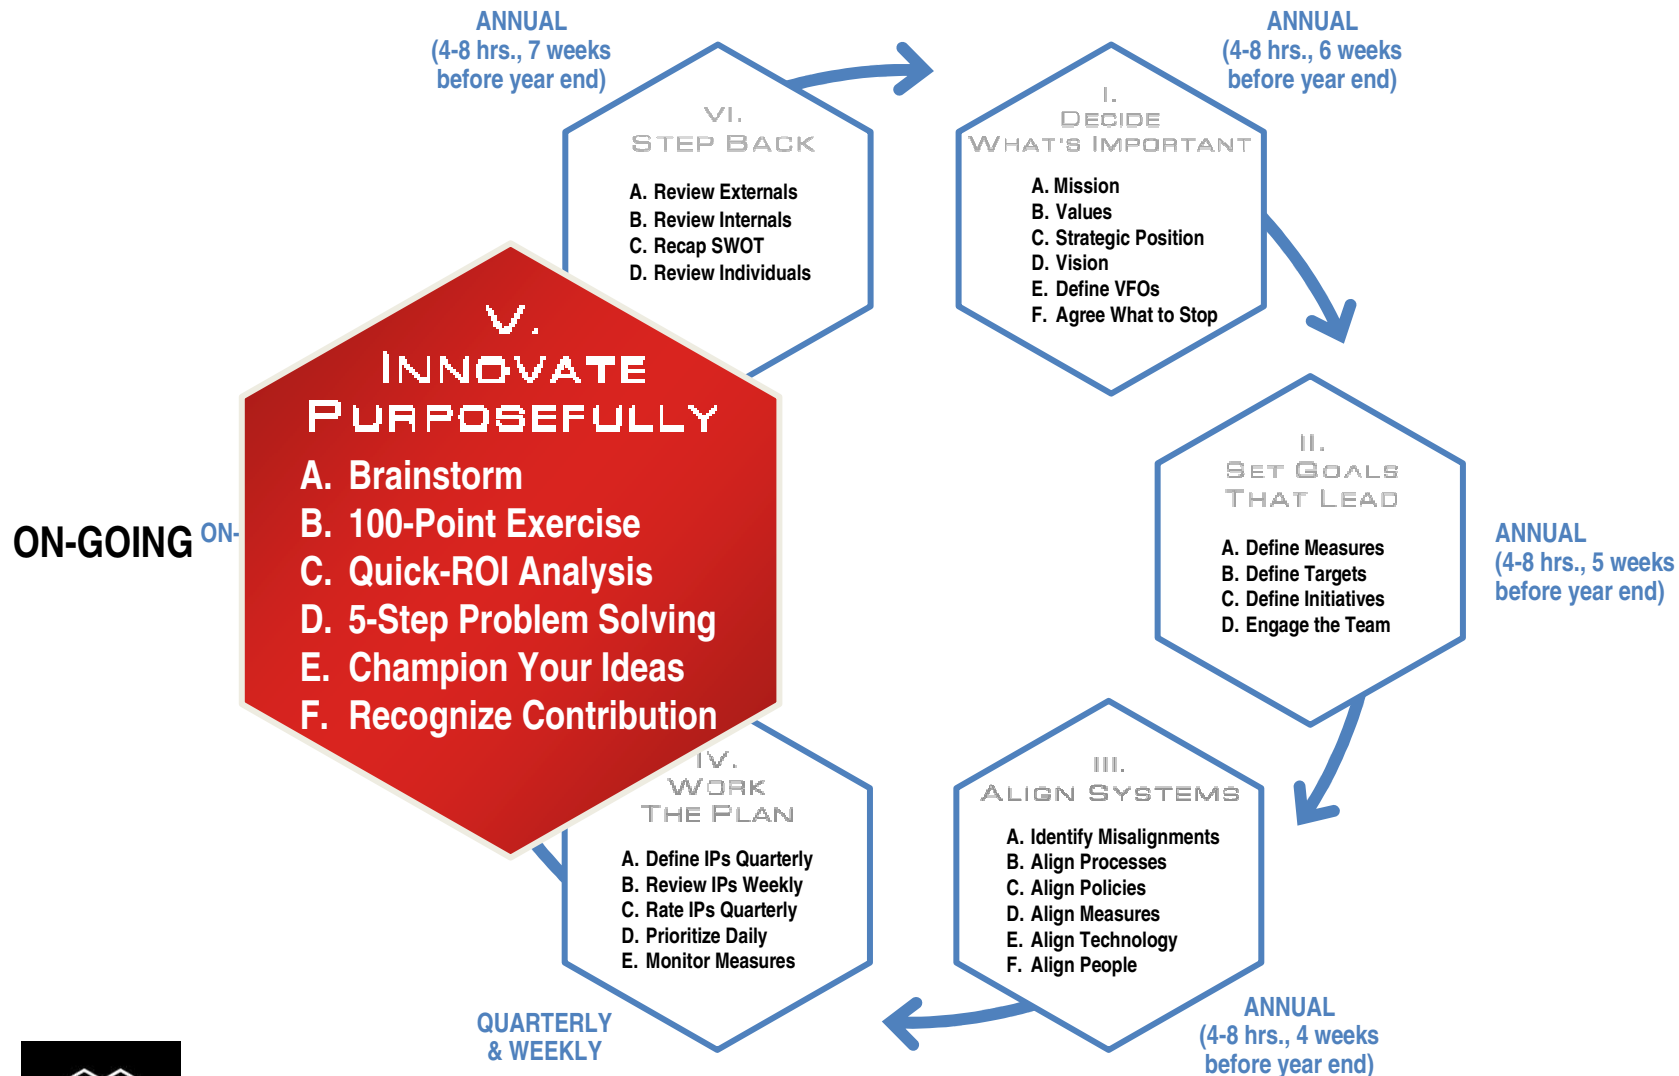 ANNUAL
(4-8 hrs., 7 weeks
before year end)
VI.
STEP BACK
A. Review Externals
B. Review Internals
C. Recap SWOT
D. Review Individuals
ANNUAL
(4-8 hrs., 6 weeks
before year end)
I.
DECIDE
WHAT'S IMPORTANT
A. Mission
B. Values
C. Strategic Position
D. Vision
E. Define VFOs
F. Agree What to Stop
II.
SET GOALS
THAT LEAD
A. Define Measures
B. Define Targets
C. Define Initiatives
D. Engage the Team
ANNUAL
(4-8 hrs., 5 weeks
before year end)
III.
ALIGN SYSTEMS
A. Identify Misalignments
B. Align Processes
C. Align Policies
D. Align Measures
E. Align Technology
F. Align People
ANNUAL
(4-8 hrs., 4 weeks
before year end)
IV.
WORK
THE PLAN
A. Define IPs Quarterly
B. Review IPs Weekly
C. Rate IPs Quarterly
D. Prioritize Daily
E. Monitor Measures
QUARTERLY
& WEEKLY
V.
INNOVATE
PURPOSEFULLY
A. Brainstorm
B. 100-Point Exercise
C. Quick-ROI Analysis
D. 5-Step Problem Solving
E. Champion Your Ideas
F. Recognize Contribution
ON-GOING
ON-